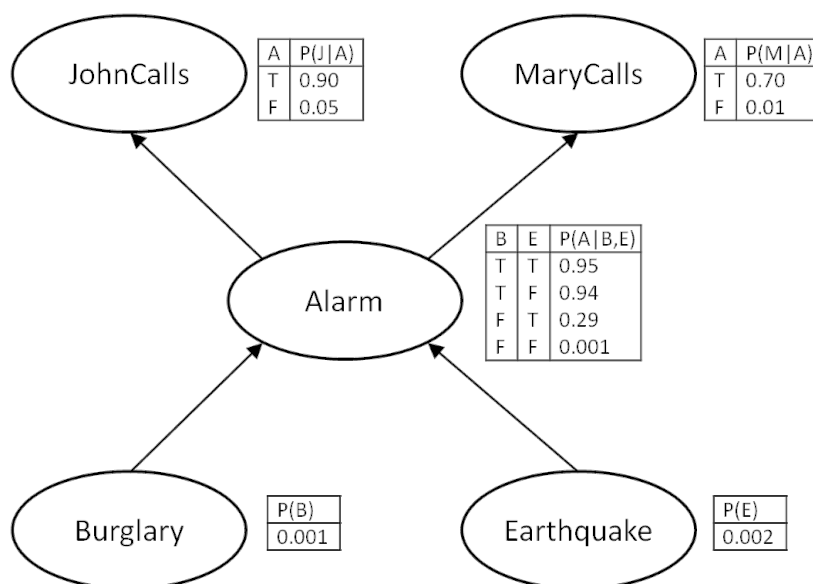 JohnCalls
A P(J|A)
T 0.90
F 0.05
MaryCalls
A P(M|A)
T 0.70
F 0.01
Alarm
B E P(A|B,E)
T T 0.95
T F 0.94
F T 0.29
F F 0.001
Burglary
P(B)
0.001
Earthquake
P(E)
0.002